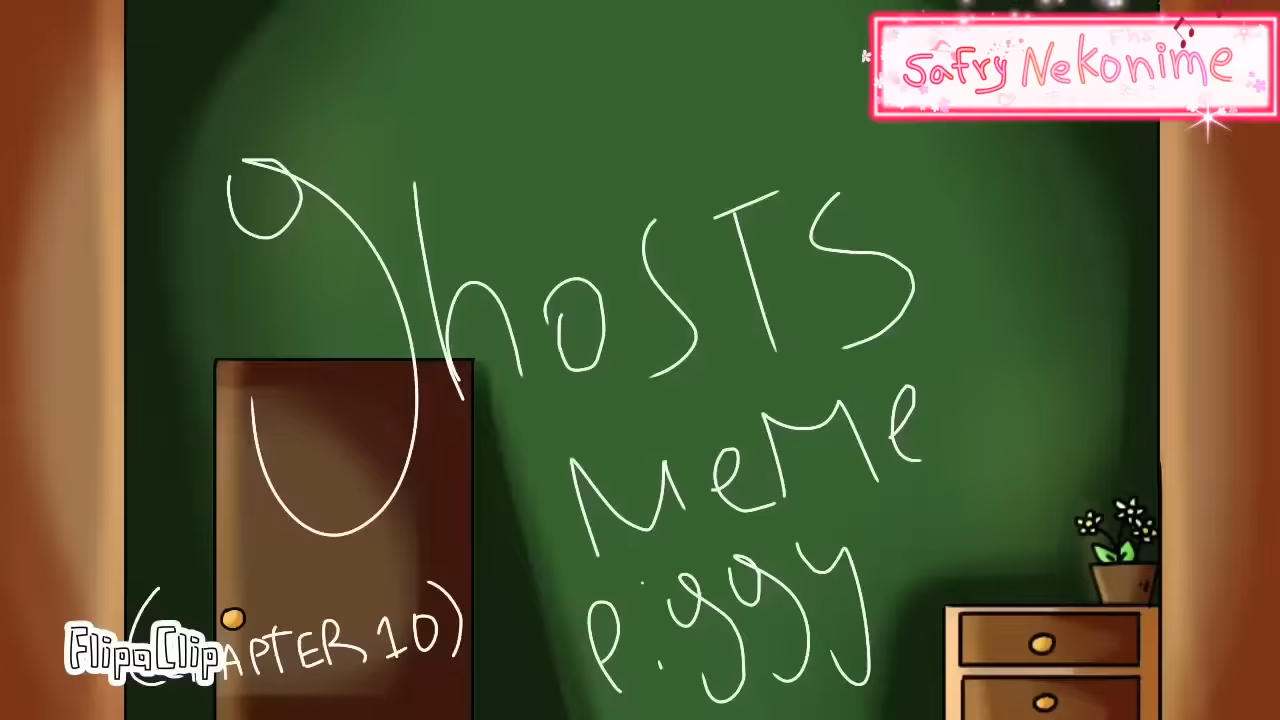 Safry Nekonime
ghosTS
MeMe
piggy
(CHAPTER 10)
FlipaClip